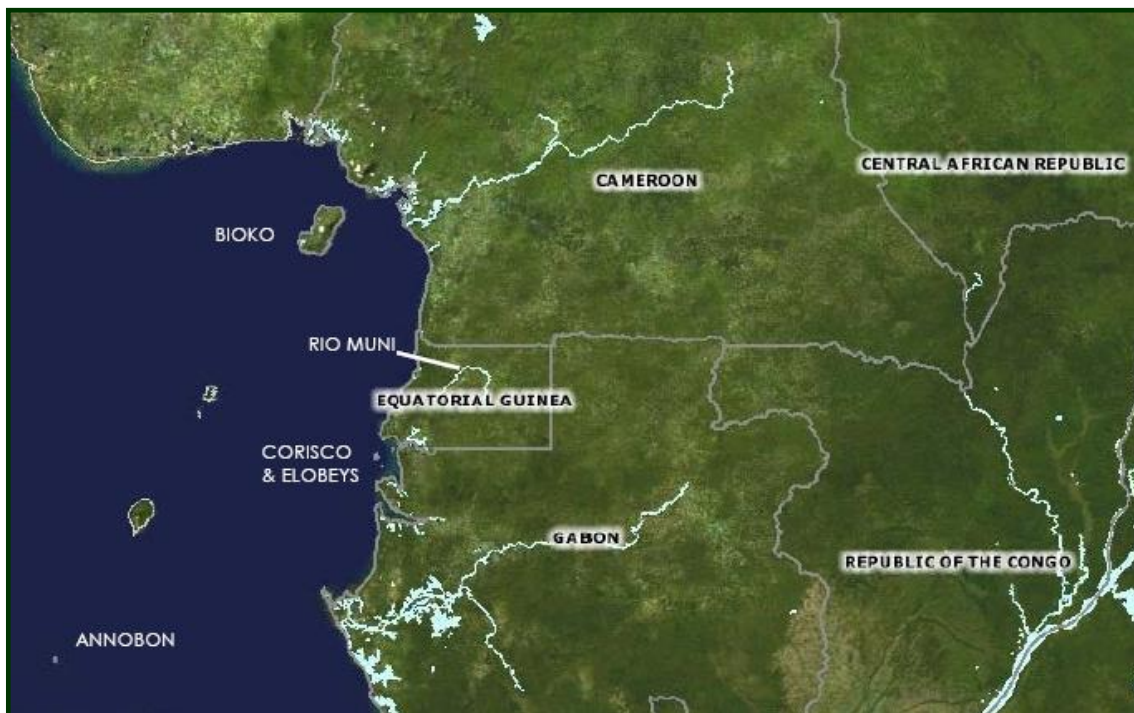 CENTRAL AFRICAN REPUBLIC
CAMEROON
BIOKO
RIO MUNI
EQUATORIAL GUINEA
CORISCO
& ELOBEYS
GABON
REPUBLIC OF THE CONGO
ANNOBON